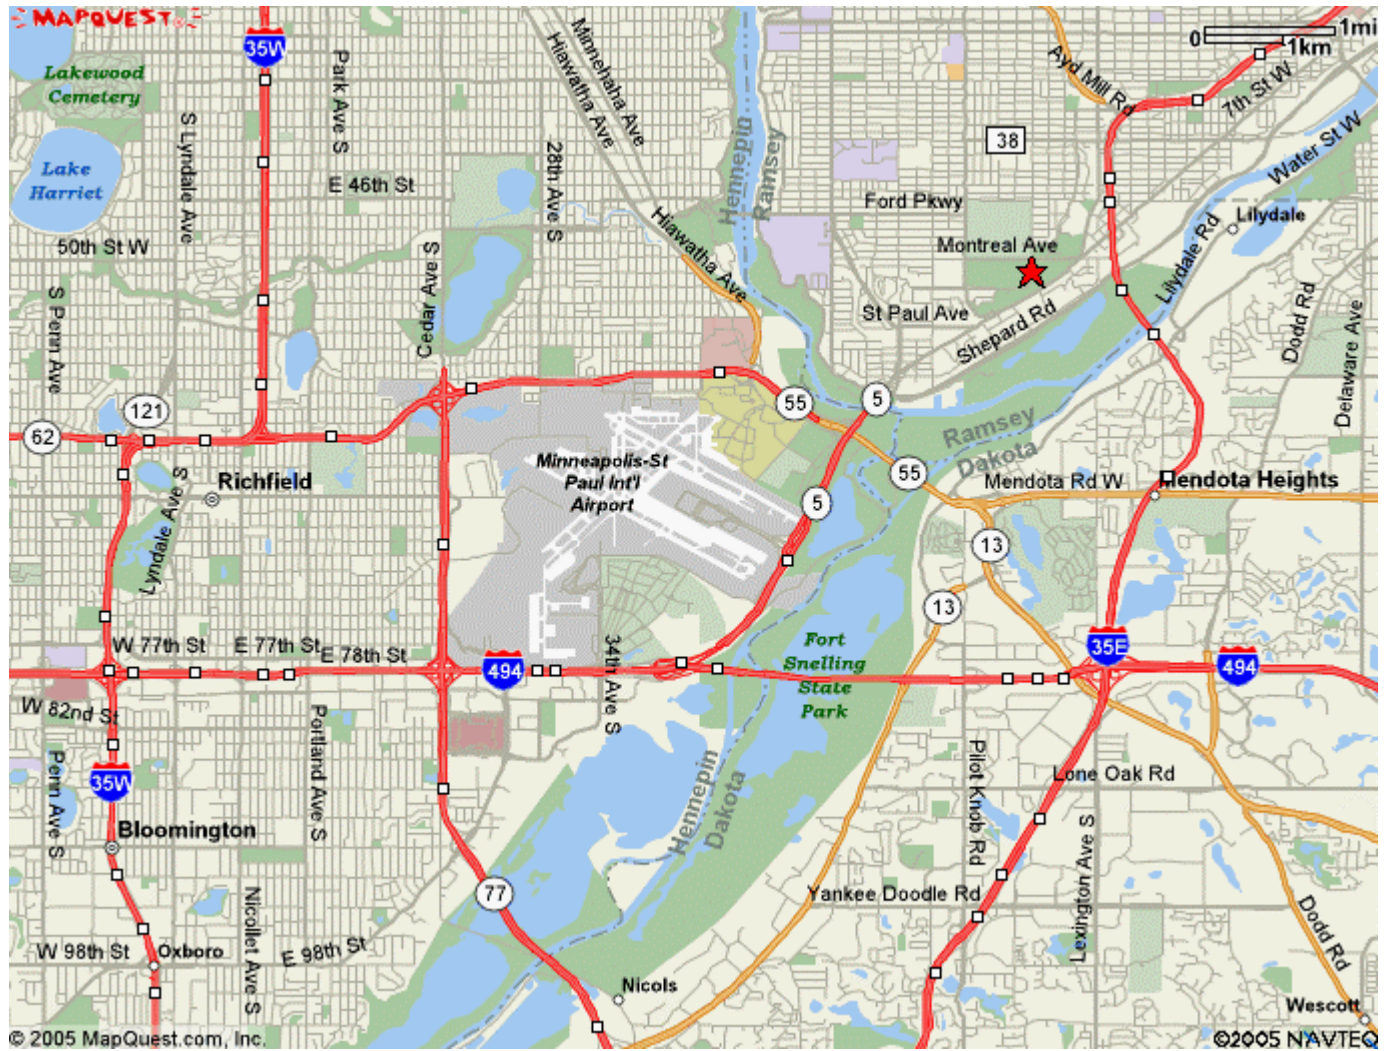 MAPQUEST
35W
Lakewood
Cemetery
Park Ave S
Minnehaha Ave
Hiawatha Ave
0
1mi
1km
Ayd Mill Rd
7th St W
38
Hennepin
Ramsey
Water St W
Lake
Harriet
S Lyndale Ave
E 46th St
28th Ave S
Ford Pkwy
Lilydale
50th St W
Hiawatha Ave
Montreal Ave
Lilydale Rd
S Penn Ave
Cedar Ave S
St Paul Ave
Shepard Rd
Dodd Rd
Delaware Ave
121
62
55
5
Ramsey
Dakota
Minneapolis-St
Paul Int'l
Airport
Richfield
55
Mendota Rd W
Mendota Heights
Lyndale Ave S
5
13
13
W 77th St
E 77th St
E 78th St
494
34th Ave S
Fort
Snelling
State
Park
35E
494
W 82nd St
Penn Ave S
35W
Portland Ave S
Hennepin
Dakota
Pilot Knob Rd
Lone Oak Rd
Bloomington
Lexington Ave S
77
Yankee Doodle Rd
Nicollet Ave S
W 98th St
Oxboro
E 98th St
Dodd Rd
Nicols
Wescott
© 2005 MapQuest.com, Inc.
©2005 NAVTEQ